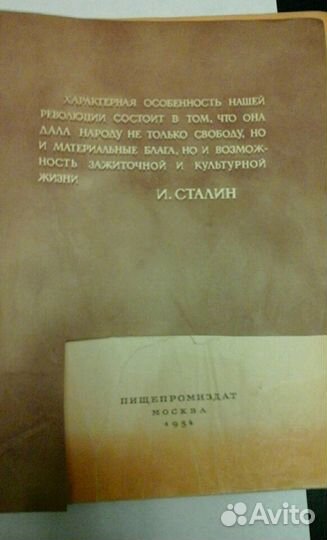 ХАРАКТЕРНАЯ ОСОБЕННОСТЬ НАШЕЙ
РЕВОЛЮЦИИ СОСТОИТ В ТОМ, ЧТО ОНА
ДАЛА НАРОДУ НЕ ТОЛЬКО СВОБОДУ, НО
И МАТЕРИАЛЬНЫЕ БЛАГА, НО И ВОЗМОЖ-
НОСТЬ ЗАЖИТОЧНОЙ И КУЛЬТУРНОЙ
ЖИЗНИ
И. СТАЛИН
ПИЩЕПРОМИЗДАТ
МОСКВА
Avito